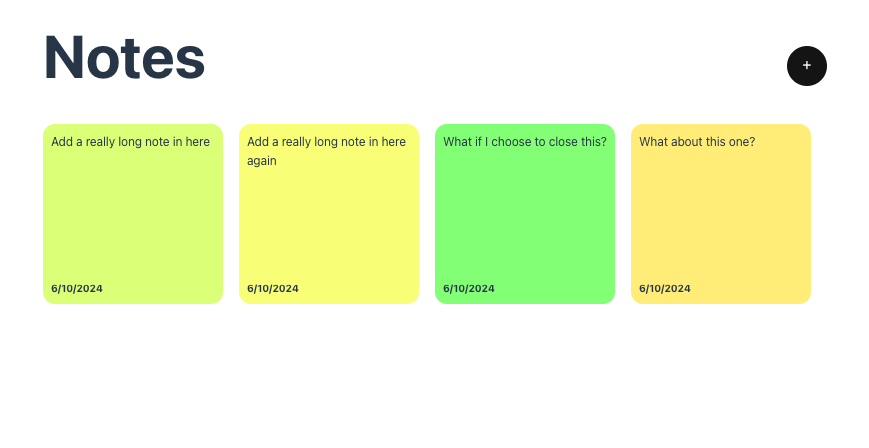 Notes
+
Add a really long note in here
6/10/2024
Add a really long note in here
again
6/10/2024
What if I choose to close this?
6/10/2024
What about this one?
6/10/2024